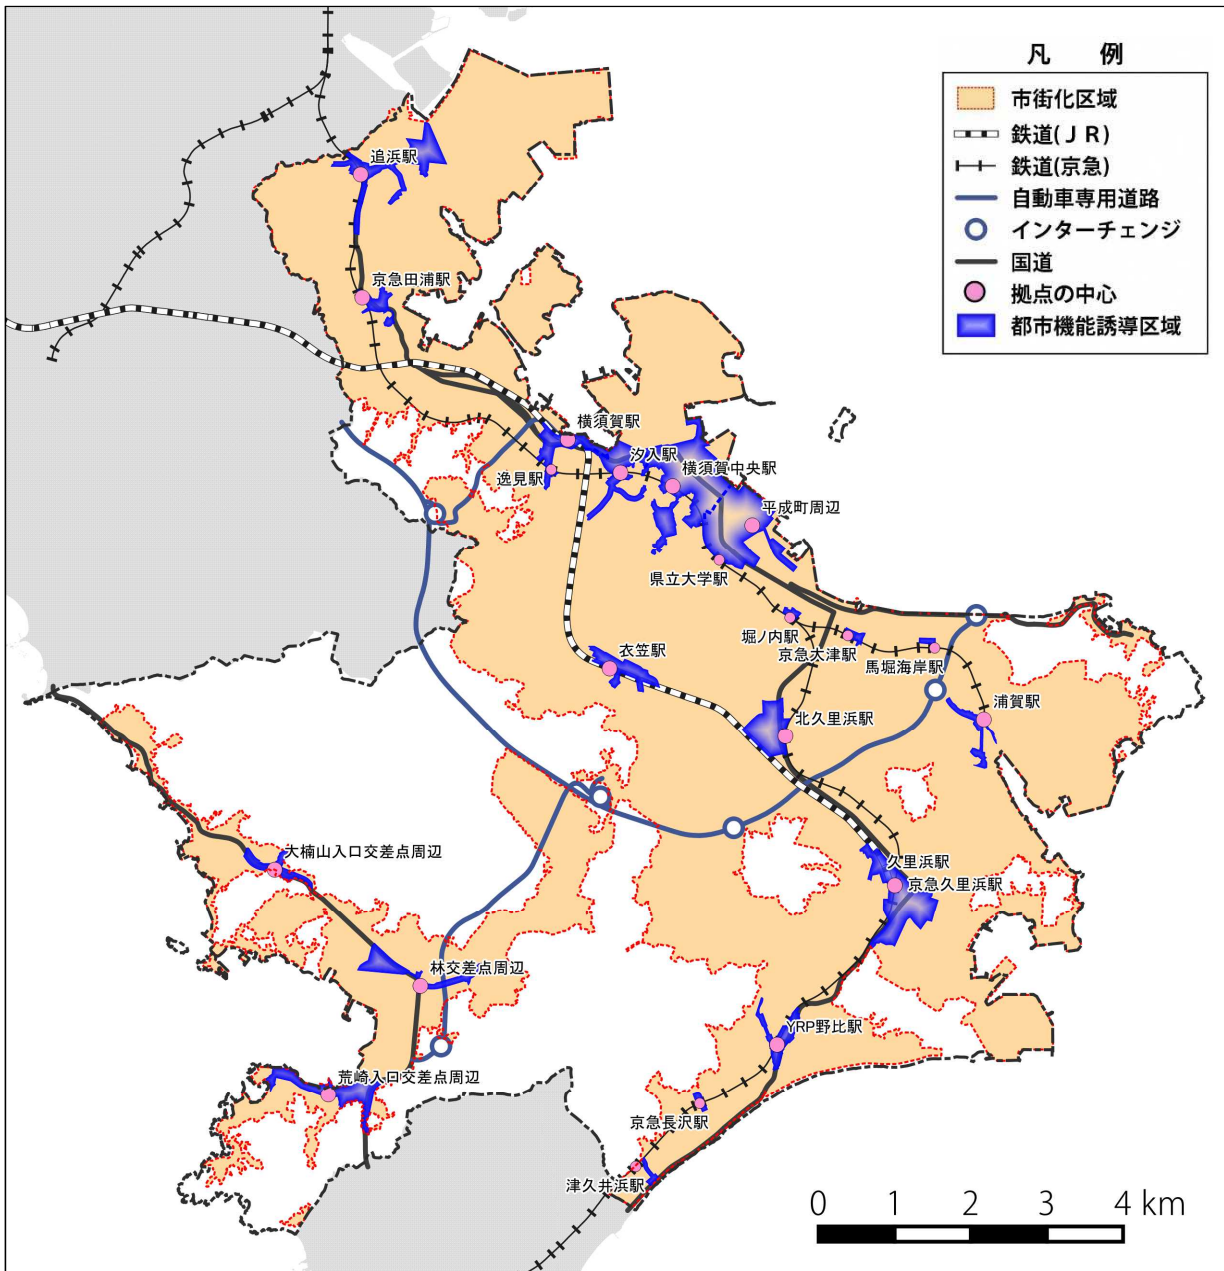 凡 例
市街化区域
鉄道(ＪＲ)
鉄道(京急)
自動車専用道路
インターチェンジ
国道
拠点の中心
都市機能誘導区域
追浜駅
京急田浦駅
横須賀駅
汐入駅
横須賀中央駅
逸見駅
平成町周辺
県立大学駅
堀ノ内駅
京急大津駅
馬堀海岸駅
衣笠駅
浦賀駅
北久里浜駅
大楠山入口交差点周辺
久里浜駅
京急久里浜駅
林交差点周辺
YRP野比駅
荒崎入口交差点周辺
京急長沢駅
津久井浜駅
0 1 2 3 4 km